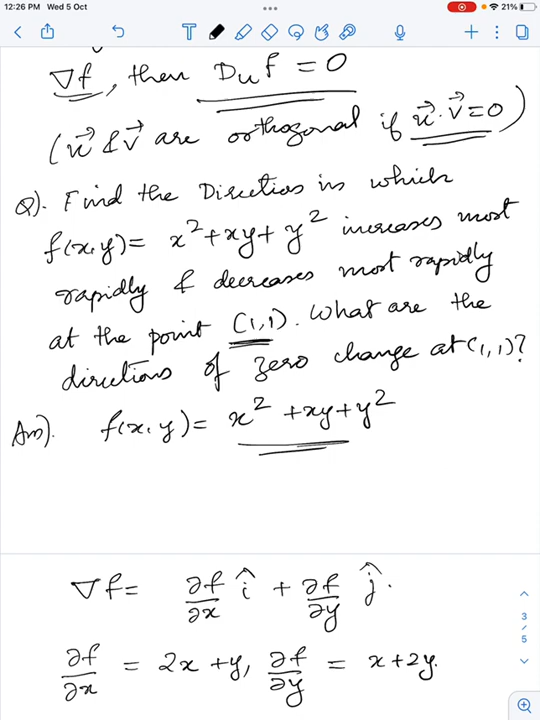 12:26 PM Wed 5 Oct 21%
∇f, then Duf = 0
(u⃗ & v⃗ are orthogonal if u⃗ . v⃗ = 0)
Q). Find the Direction in which
f(x,y) = x² + xy + y² increases most
rapidly & decreases most rapidly
at the point (1,1). What are the
directions of zero change at (1,1)?
Ans). f(x,y) = x² + xy + y²
∇f = ∂f/∂x î + ∂f/∂y ĵ.
∂f/∂x = 2x + y, ∂f/∂y = x + 2y.
3
/
5